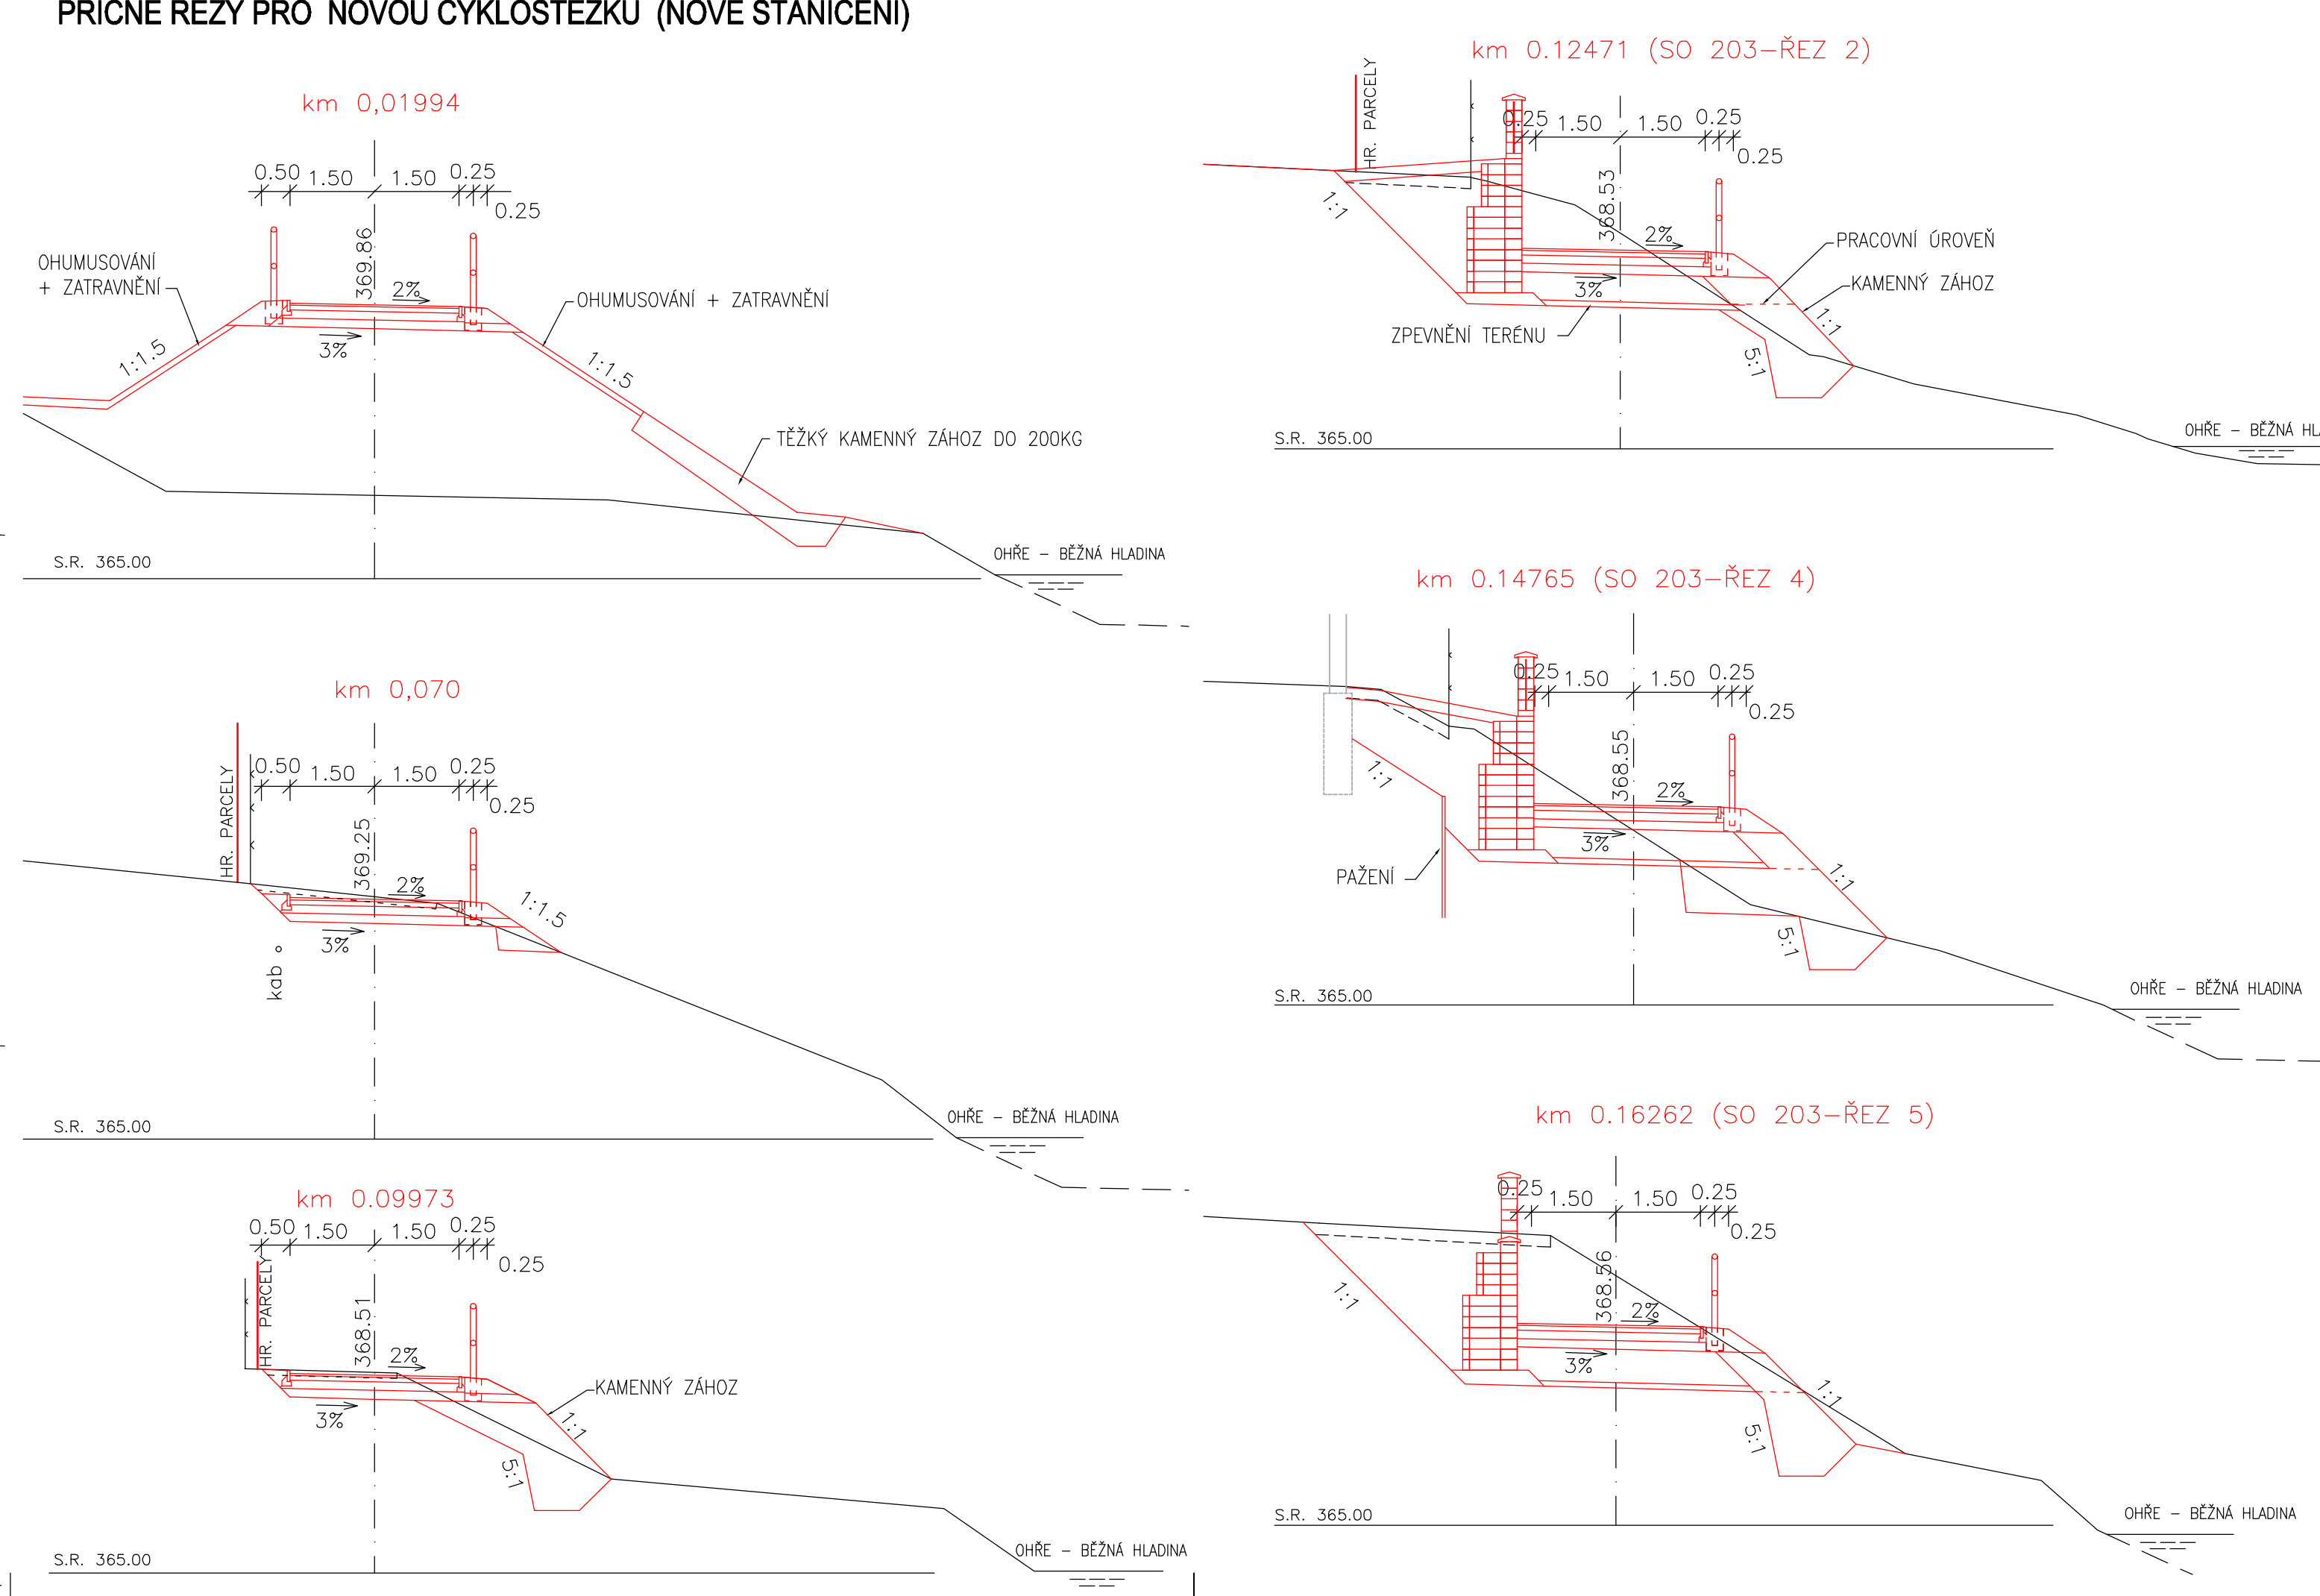 PŘÍČNÉ ŘEZY PRO NOVOU CYKLOSTEZKU (NOVÉ STANIČENÍ)
km 0,01994
0.50 1.50 1.50 0.25
0.25
369.86
2%
3%
OHUMUSOVÁNÍ
+ ZATRAVNĚNÍ
1:1.5
OHUMUSOVÁNÍ + ZATRAVNĚNÍ
1:1.5
TĚŽKÝ KAMENNÝ ZÁHOZ DO 200KG
S.R. 365.00
OHŘE – BĚŽNÁ HLADINA
km 0,070
HR. PARCELY
0.50 1.50 1.50 0.25
0.25
369.25
2%
3%
1:1.5
kab
S.R. 365.00
OHŘE – BĚŽNÁ HLADINA
km 0.09973
0.50 1.50 1.50 0.25
0.25
HR. PARCELY
368.51
2%
3%
KAMENNÝ ZÁHOZ
1:1
5:1
S.R. 365.00
OHŘE – BĚŽNÁ HLADINA
km 0.12471 (SO 203–ŘEZ 2)
HR. PARCELY
0.25 1.50 1.50 0.25
0.25
368.53
1:1
2%
3%
PRACOVNÍ ÚROVEŇ
KAMENNÝ ZÁHOZ
ZPEVNĚNÍ TERÉNU
1:1
5:1
S.R. 365.00
OHŘE – BĚŽNÁ HL
km 0.14765 (SO 203–ŘEZ 4)
0.25 1.50 1.50 0.25
0.25
368.55
1:1
2%
3%
PAŽENÍ
1:1
5:1
S.R. 365.00
OHŘE – BĚŽNÁ HLADINA
km 0.16262 (SO 203–ŘEZ 5)
0.25 1.50 1.50 0.25
0.25
368.56
1:1
2%
3%
1:1
5:1
S.R. 365.00
OHŘE – BĚŽNÁ HLADINA